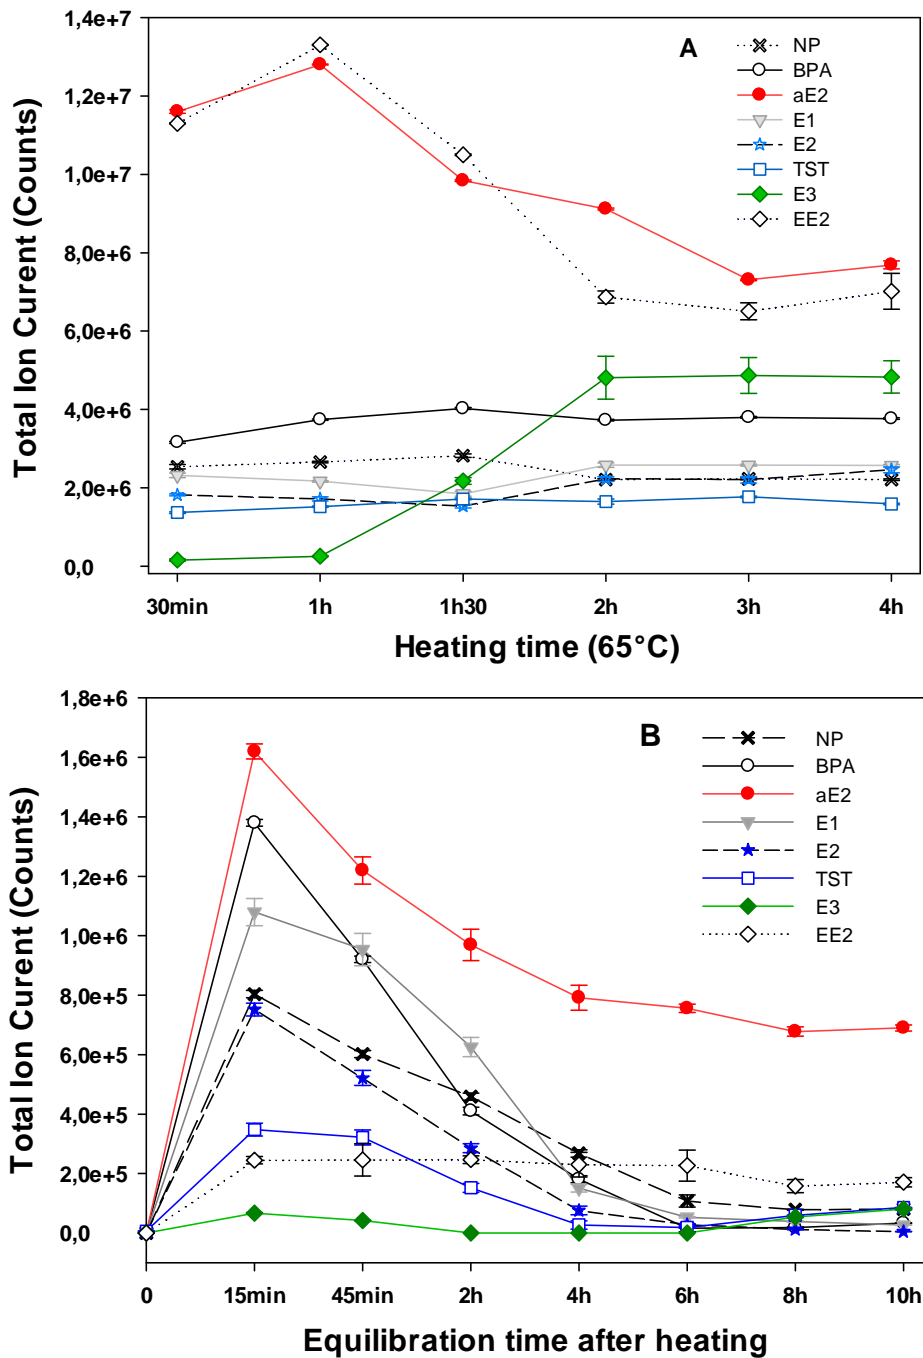 1,4e+7
1,2e+7
1,0e+7
8,0e+6
6,0e+6
4,0e+6
2,0e+6
0,0
Total Ion Curent (Counts)
A
NP
BPA
aE2
E1
E2
TST
E3
EE2
30min 1h 1h30 2h 3h 4h
Heating time (65°C)
1,8e+6
1,6e+6
1,4e+6
1,2e+6
1,0e+6
8,0e+5
6,0e+5
4,0e+5
2,0e+5
0,0
Total Ion Curent (Counts)
B
NP
BPA
aE2
E1
E2
TST
E3
EE2
0 15min 45min 2h 4h 6h 8h 10h
Equilibration time after heating